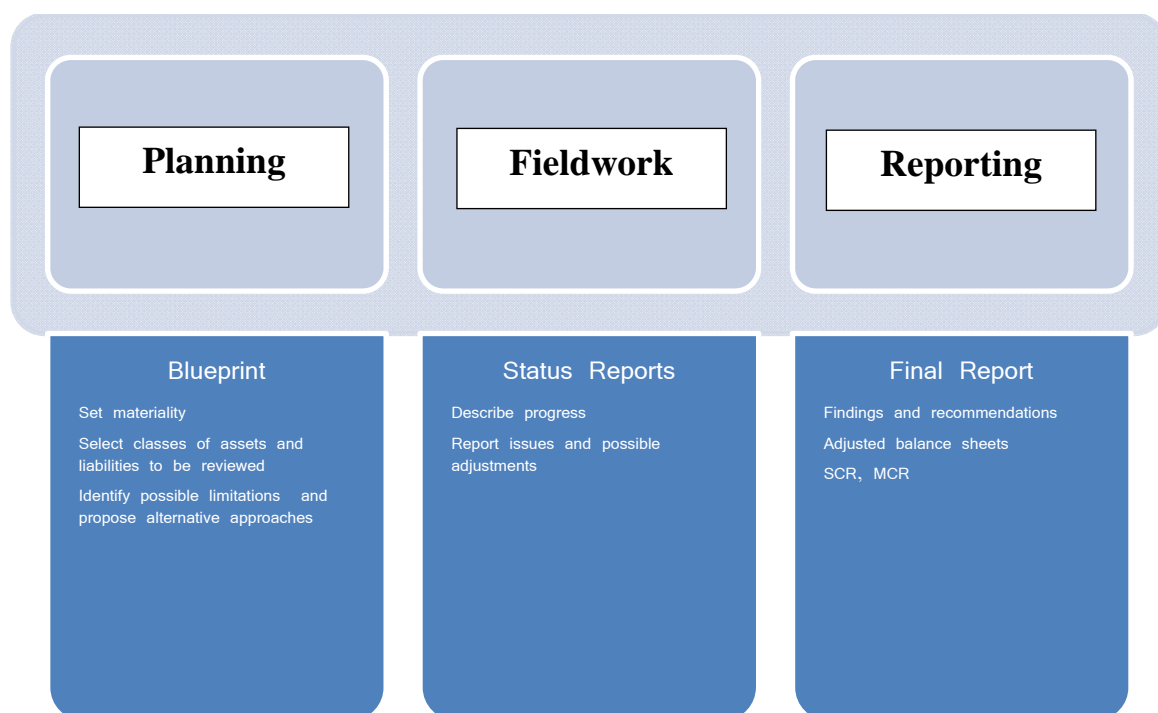 Planning
Fieldwork
Reporting
Blueprint
Set materiality
Select classes of assets and
liabilities to be reviewed
Identify possible limitations and
propose alternative approaches
Status Reports
Describe progress
Report issues and possible
adjustments
Final Report
Findings and recommendations
Adjusted balance sheets
SCR, MCR